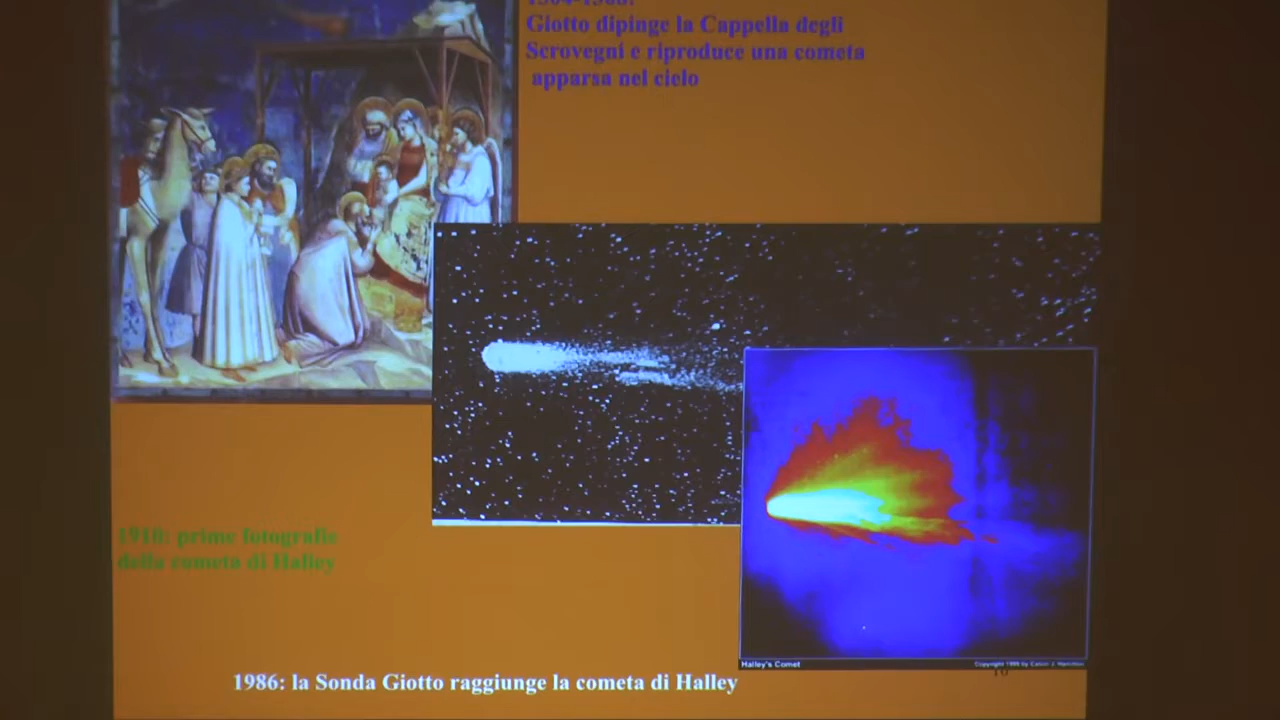 Giotto dipinge la Cappella degli
Scrovegni e riproduce una cometa
apparsa nel cielo
1910: prime fotografie
della cometa di Halley
Halley's Comet
1986: la Sonda Giotto raggiunge la cometa di Halley